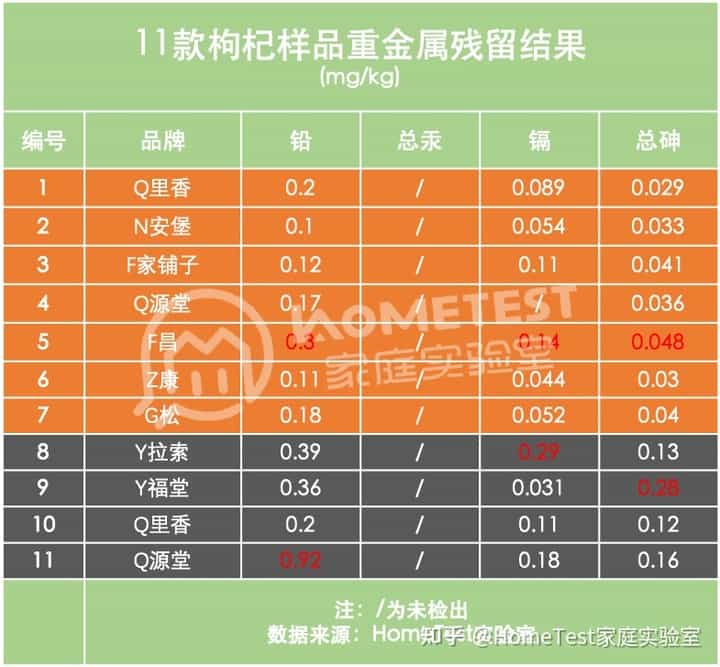 11款枸杞样品重金属残留结果
(mg/kg)
编号 品牌 铅 总汞 镉 总砷
1 Q里香 0.2 / 0.089 0.029
2 N安堡 0.1 / 0.054 0.033
3 F家铺子 0.12 / 0.11 0.041
4 Q源堂 0.17 / / 0.036
5 F昌 0.3 / 0.14 0.048
6 Z康 0.11 / 0.044 0.03
7 G松 0.18 / 0.052 0.04
8 Y拉索 0.39 / 0.29 0.13
9 Y福堂 0.36 / 0.031 0.28
10 Q里香 0.2 / 0.11 0.12
11 Q源堂 0.92 / 0.18 0.16
HOMETEST
家庭实验室
注：/为未检出
数据来源：HomeTest实验室
知乎 @HomeTest家庭实验室